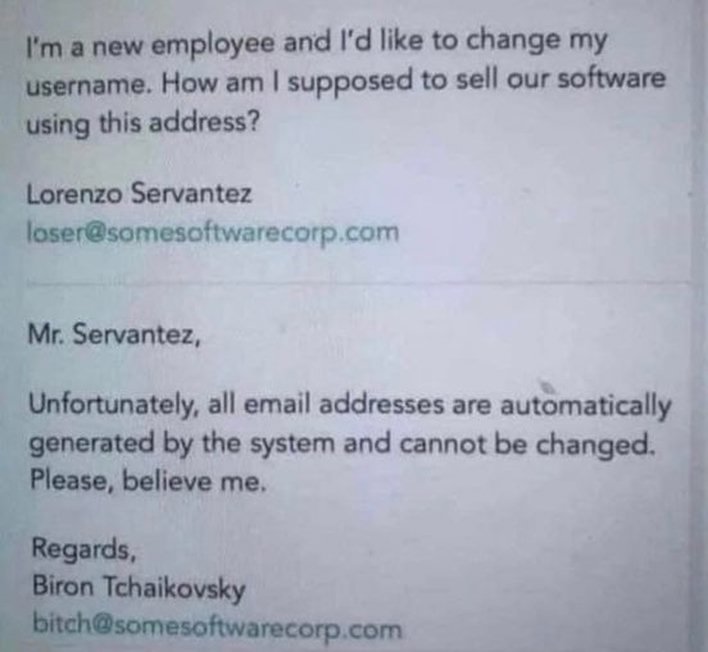 I'm a new employee and I'd like to change my
username. How am I supposed to sell our software
using this address?
Lorenzo Servantez
loser@somesoftwarecorp.com
Mr. Servantez,
Unfortunately, all email addresses are automatically
generated by the system and cannot be changed.
Please, believe me.
Regards,
Biron Tchaikovsky
bitch@somesoftwarecorp.com